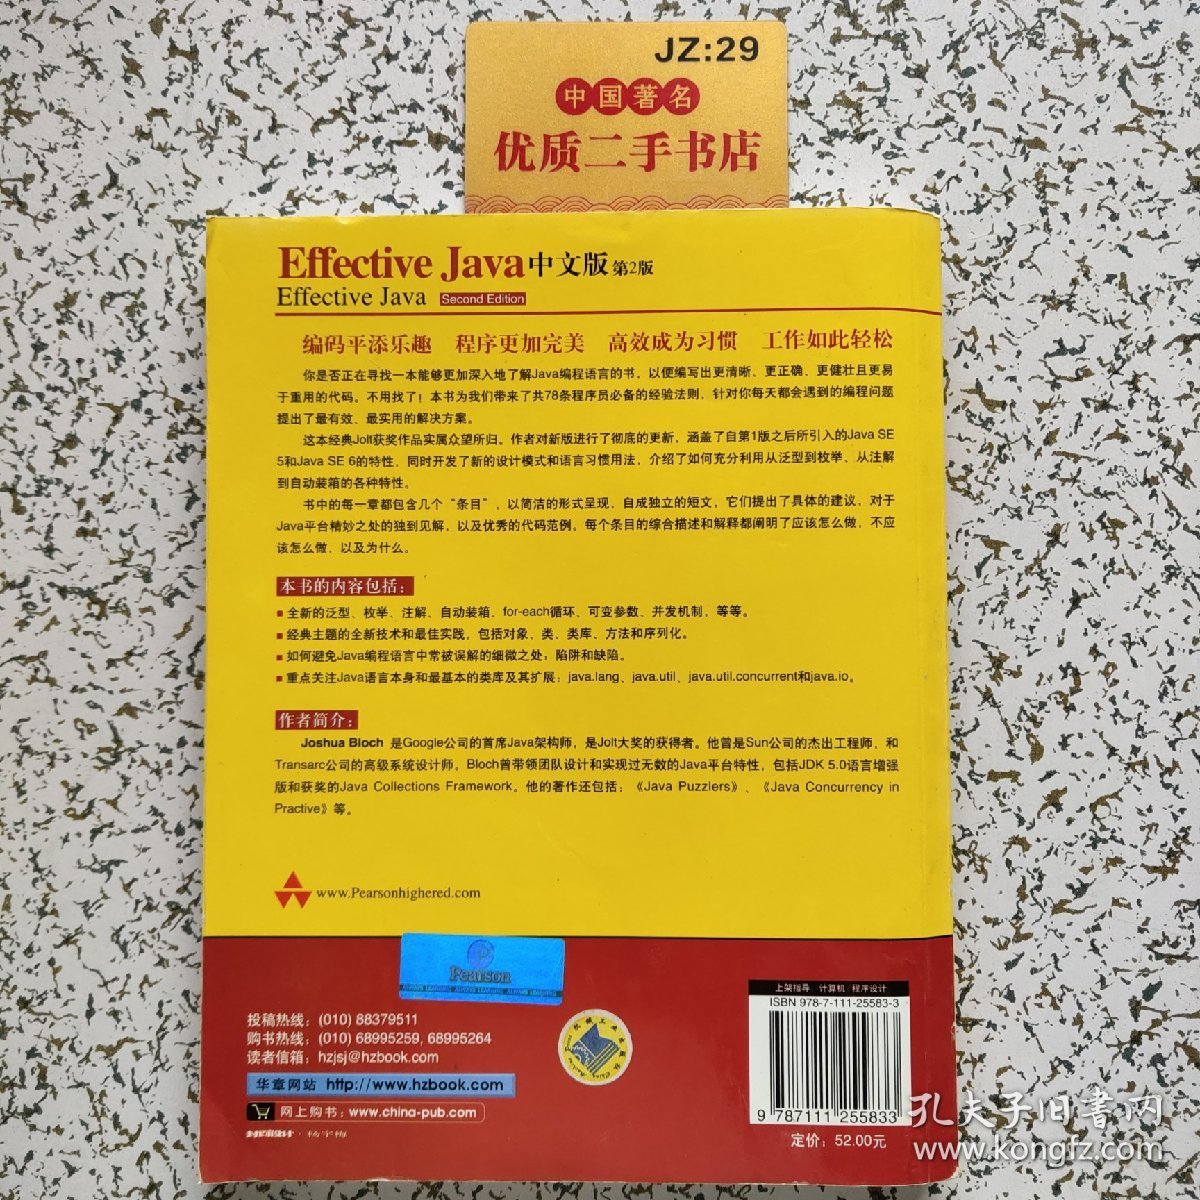 JZ:29
中国著名
优质二手书店
Effective Java中文版 第2版
Effective Java Second Edition
编码平添乐趣 程序更加完美 高效成为习惯 工作如此轻松
你是否正在寻找一本能够更加深入地了解Java编程语言的书，以便编写出更清晰、更正确、更健壮且更易
于重用的代码。不用找了！本书为我们带来了共78条程序员必备的经验法则，针对你每天都会遇到的编程问题
提出了最有效、最实用的解决方案。
这本经典Jolt获奖作品实属众望所归。作者对新版进行了彻底的更新，涵盖了自第1版之后所引入的Java SE
5和Java SE 6的特性，同时开发了新的设计模式和语言习惯用法，介绍了如何充分利用从泛型到枚举、从注解
到自动装箱的各种特性。
书中的每一章都包含几个“条目”，以简洁的形式呈现，自成独立的短文，它们提出了具体的建议，对于
Java平台精妙之处的独到见解，以及优秀的代码范例。每个条目的综合描述和解释都阐明了应该怎么做，不应
该怎么做，以及为什么。
本书的内容包括：
■ 全新的泛型、枚举、注解、自动装箱、for-each循环、可变参数、并发机制，等等。
■ 经典主题的全新技术和最佳实践，包括对象、类、类库、方法和序列化。
■ 如何避免Java编程语言中常被误解的细微之处：陷阱和缺陷。
■ 重点关注Java语言本身和最基本的类库及其扩展：java.lang、java.util、java.util.concurrent和java.io。
作者简介：
Joshua Bloch 是Google公司的首席Java架构师，是Jolt大奖的获得者。他曾是Sun公司的杰出工程师，和
Transarc公司的高级系统设计师。Bloch曾带领团队设计和实现过无数的Java平台特性，包括JDK 5.0语言增强
版和获奖的Java Collections Framework。他的著作还包括：《Java Puzzlers》、《Java Concurrency in
Practive》等。
www.Pearsonhighered.com
Pearson
上架指导：计算机/程序设计
ISBN 978-7-111-25583-3
投稿热线：(010) 88379511
购书热线：(010) 68995259, 68995264
读者信箱：hzjsj@hzbook.com
华章网站 http://www.hzbook.com
网上购书：www.china-pub.com
封面设计·杨宇梅
9 787111 255833
定价：52.00元
孔夫子旧书网
www.kongfz.com